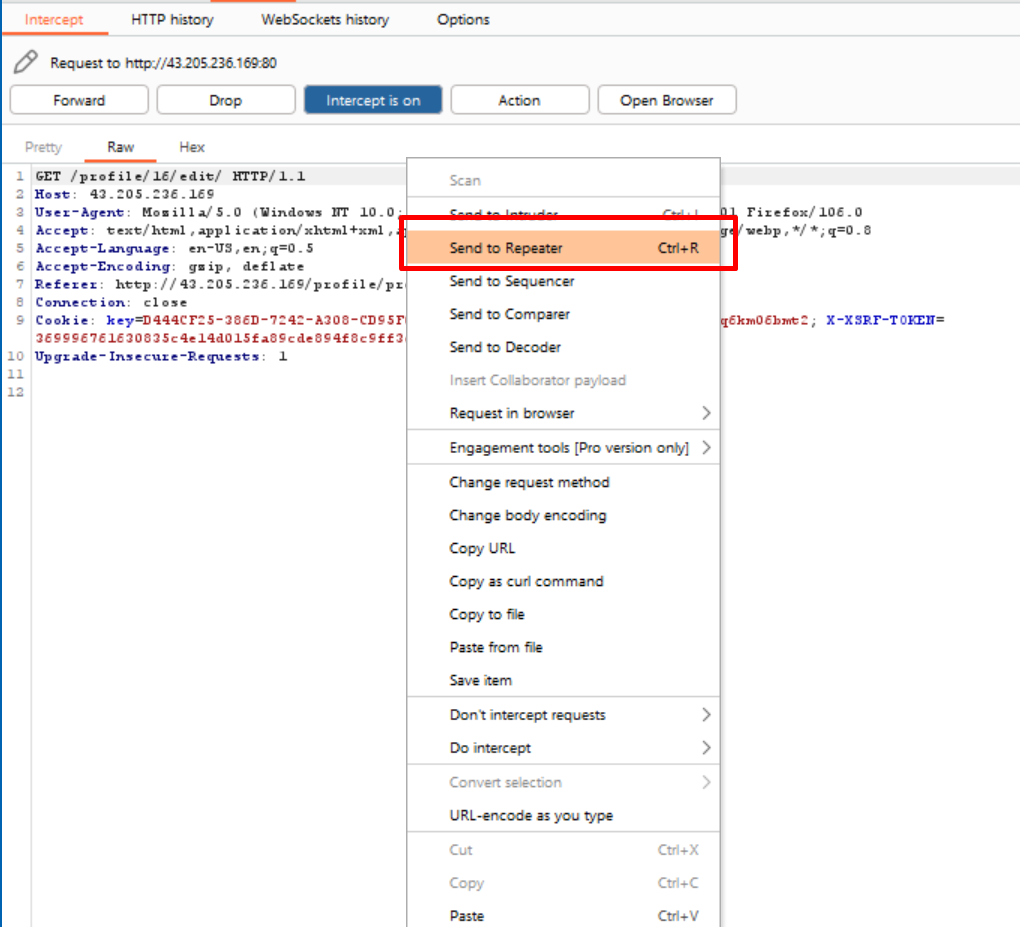 Intercept HTTP history WebSockets history Options
Request to http://43.205.236.169:80
Forward Drop Intercept is on Action Open Browser
Pretty Raw Hex
1 GET /profile/16/edit/ HTTP/1.1
2 Host: 43.205.236.169
3 User-Agent: Mozilla/5.0 (Windows NT 10.0; 01 Firefox/106.0
4 Accept: text/html,application/xhtml+xml, ge/webp,*/*;q=0.8
5 Accept-Language: en-US,en;q=0.5
6 Accept-Encoding: gzip, deflate
7 Referer: http://43.205.236.169/profile/pr
8 Connection: close
9 Cookie: key=D444CF25-386D-7242-A308-CD95F q6km06bmt2; X-XSRF-TOKEN=
369996761630835c4e14d015fa89cde894f8c9ff3
10 Upgrade-Insecure-Requests: 1
11
12
Scan
Send to Intruder Ctrl+I
Send to Repeater Ctrl+R
Send to Sequencer
Send to Comparer
Send to Decoder
Insert Collaborator payload
Request in browser
Engagement tools [Pro version only]
Change request method
Change body encoding
Copy URL
Copy as curl command
Copy to file
Paste from file
Save item
Don't intercept requests
Do intercept
Convert selection
URL-encode as you type
Cut Ctrl+X
Copy Ctrl+C
Paste Ctrl+V